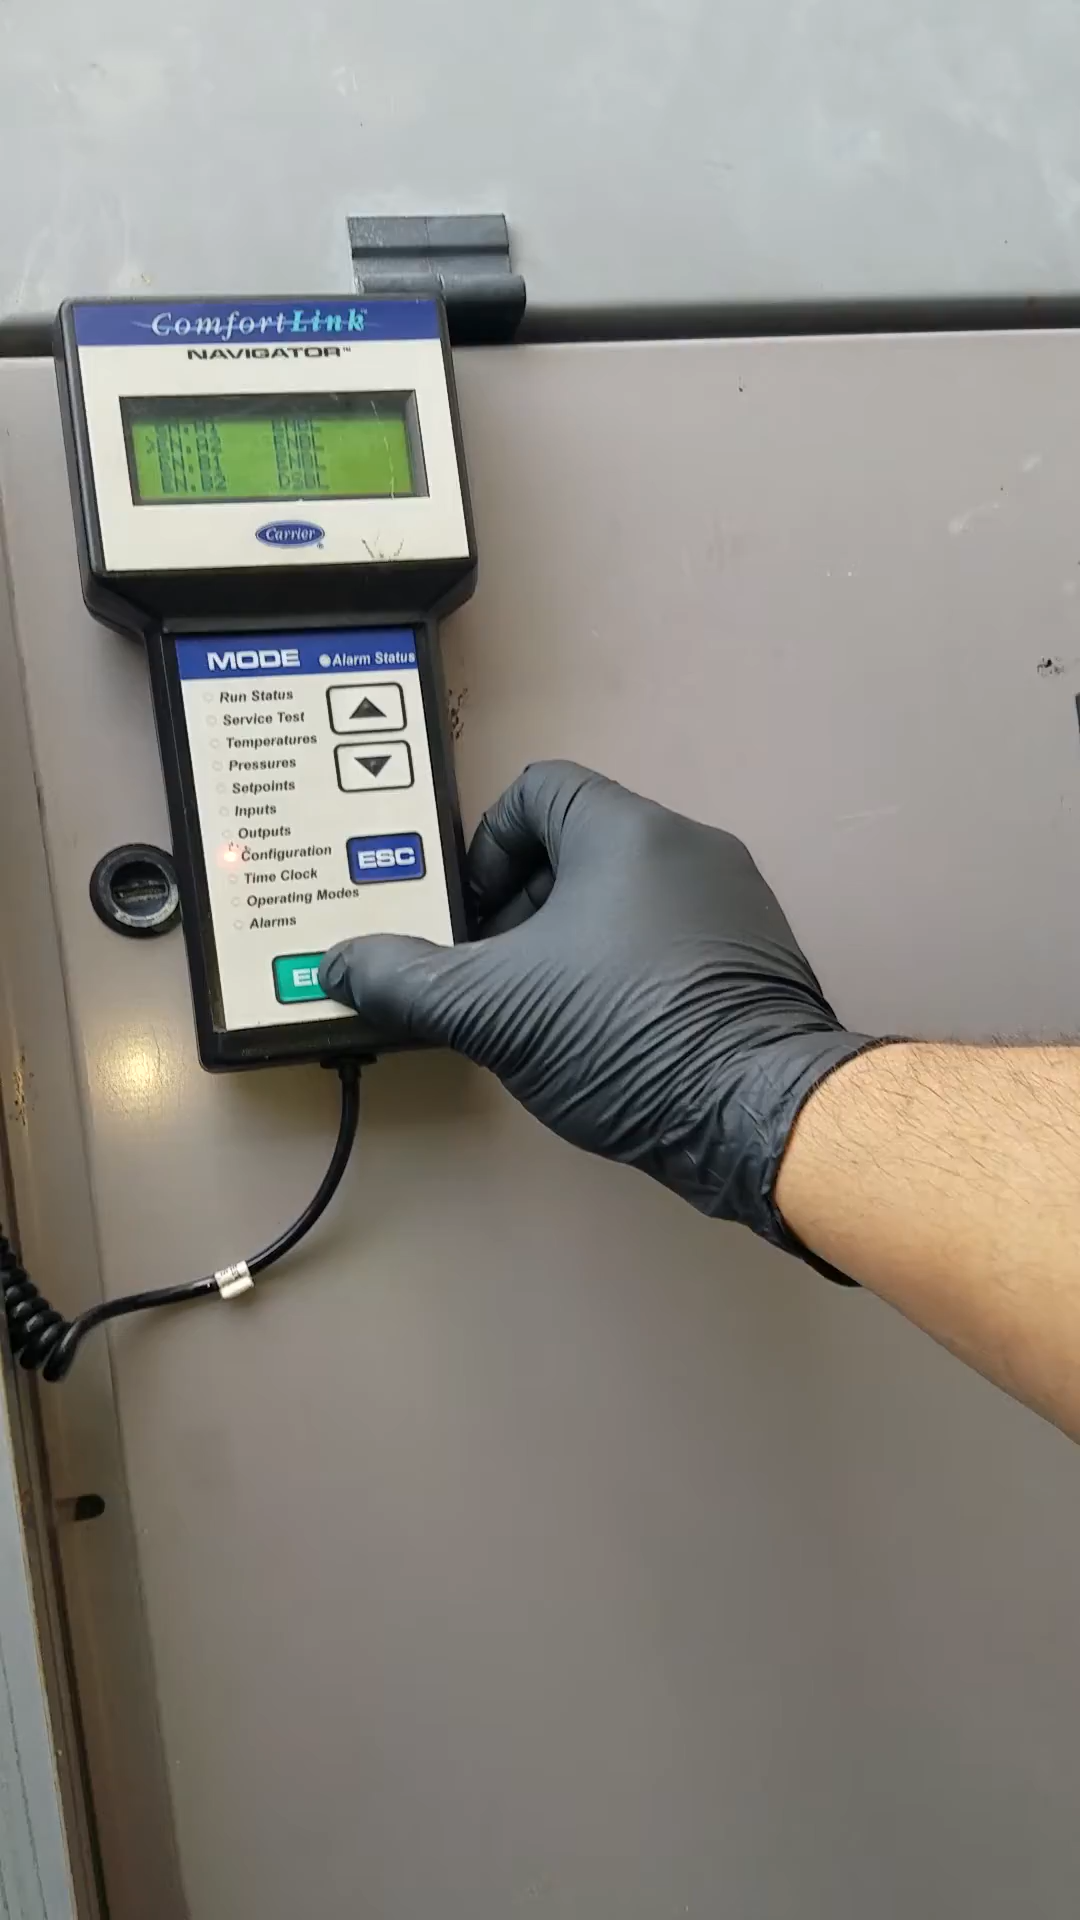 ComfortLink
NAVIGATOR™
EN.A1 ENBL
>EN.A2 ENBL
EN.B1 ENBL
EN.B2 DSBL
Carrier
MODE Alarm Status
Run Status
Service Test
Temperatures
Pressures
Setpoints
Inputs
Outputs
Configuration
ESC
Time Clock
Operating Modes
Alarms